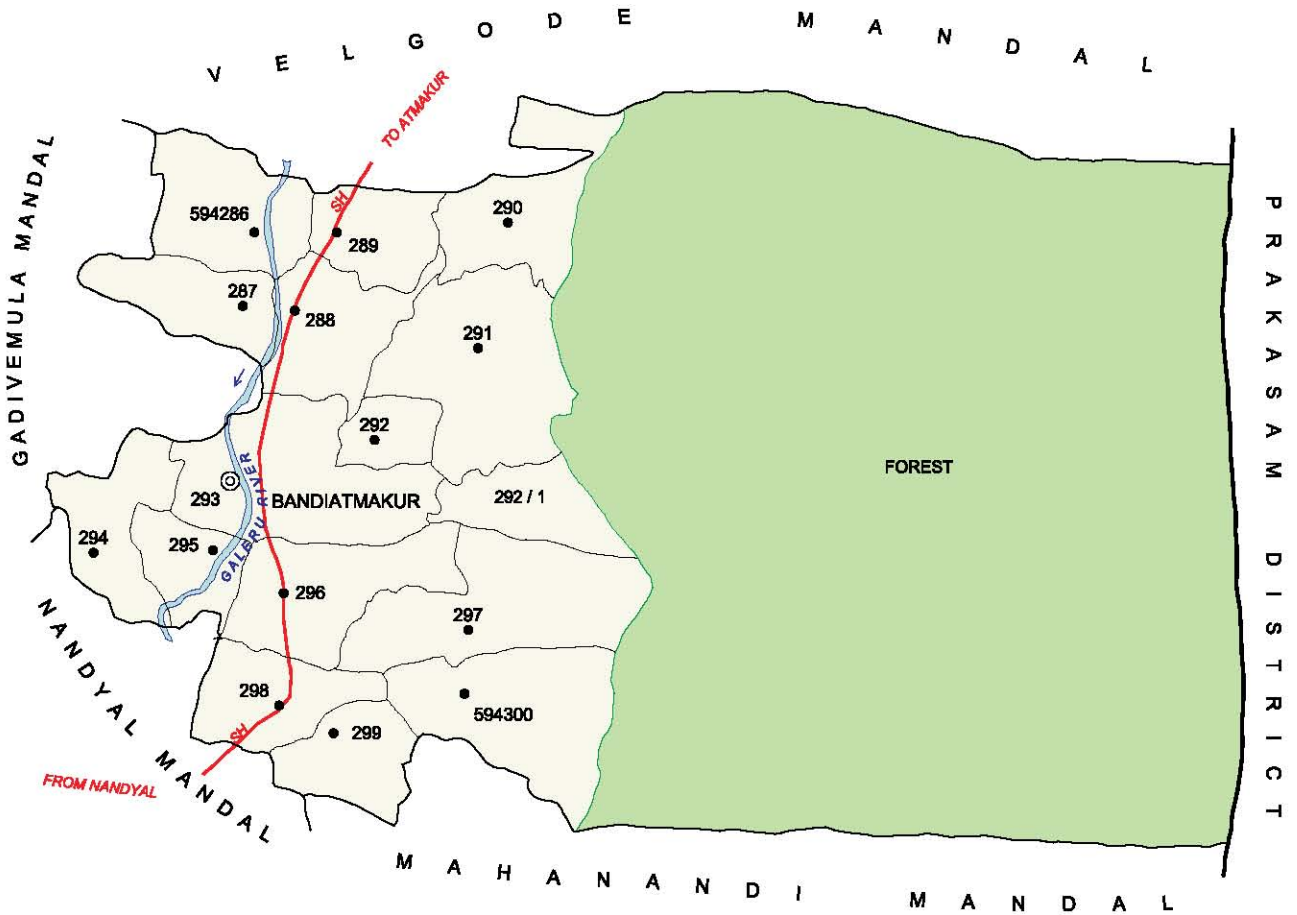 VELGODE MANDAL
GADIVEMULA MANDAL
TO ATMAKUR
SH
594286
289
290
287
288
291
292
293
BANDIATMAKUR
292 / 1
FOREST
GALERU RIVER
294
295
296
297
298
594300
299
SH
FROM NANDYAL
NANDYAL MANDAL
MAHANANDI MANDAL
PRAKASAM DISTRICT